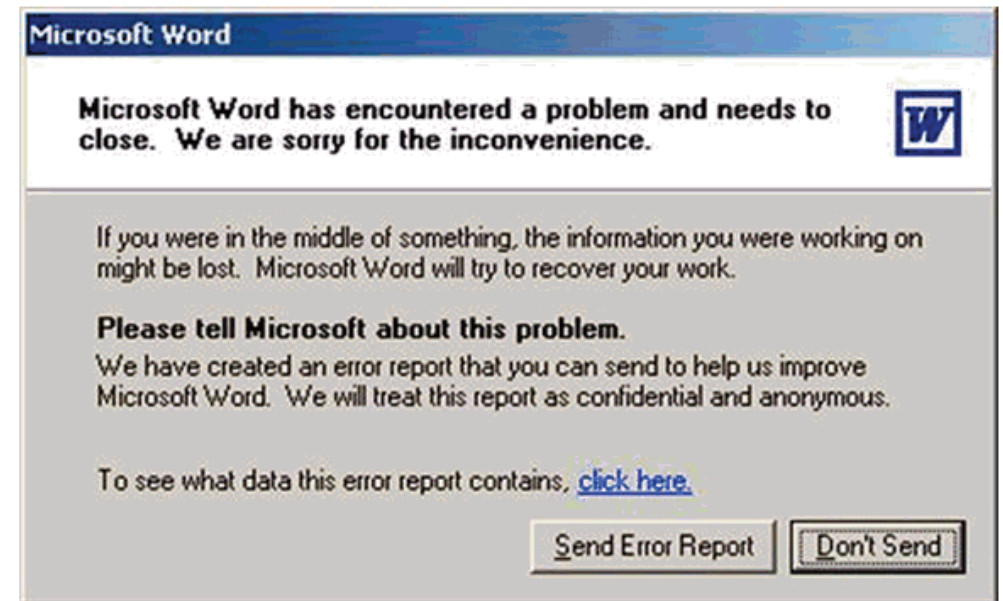 Microsoft Word
Microsoft Word has encountered a problem and needs to
close.  We are sorry for the inconvenience.
W
If you were in the middle of something, the information you were working on
might be lost.  Microsoft Word will try to recover your work.
Please tell Microsoft about this problem.
We have created an error report that you can send to help us improve
Microsoft Word.  We will treat this report as confidential and anonymous.
To see what data this error report contains, click here.
Send Error Report
Don't Send